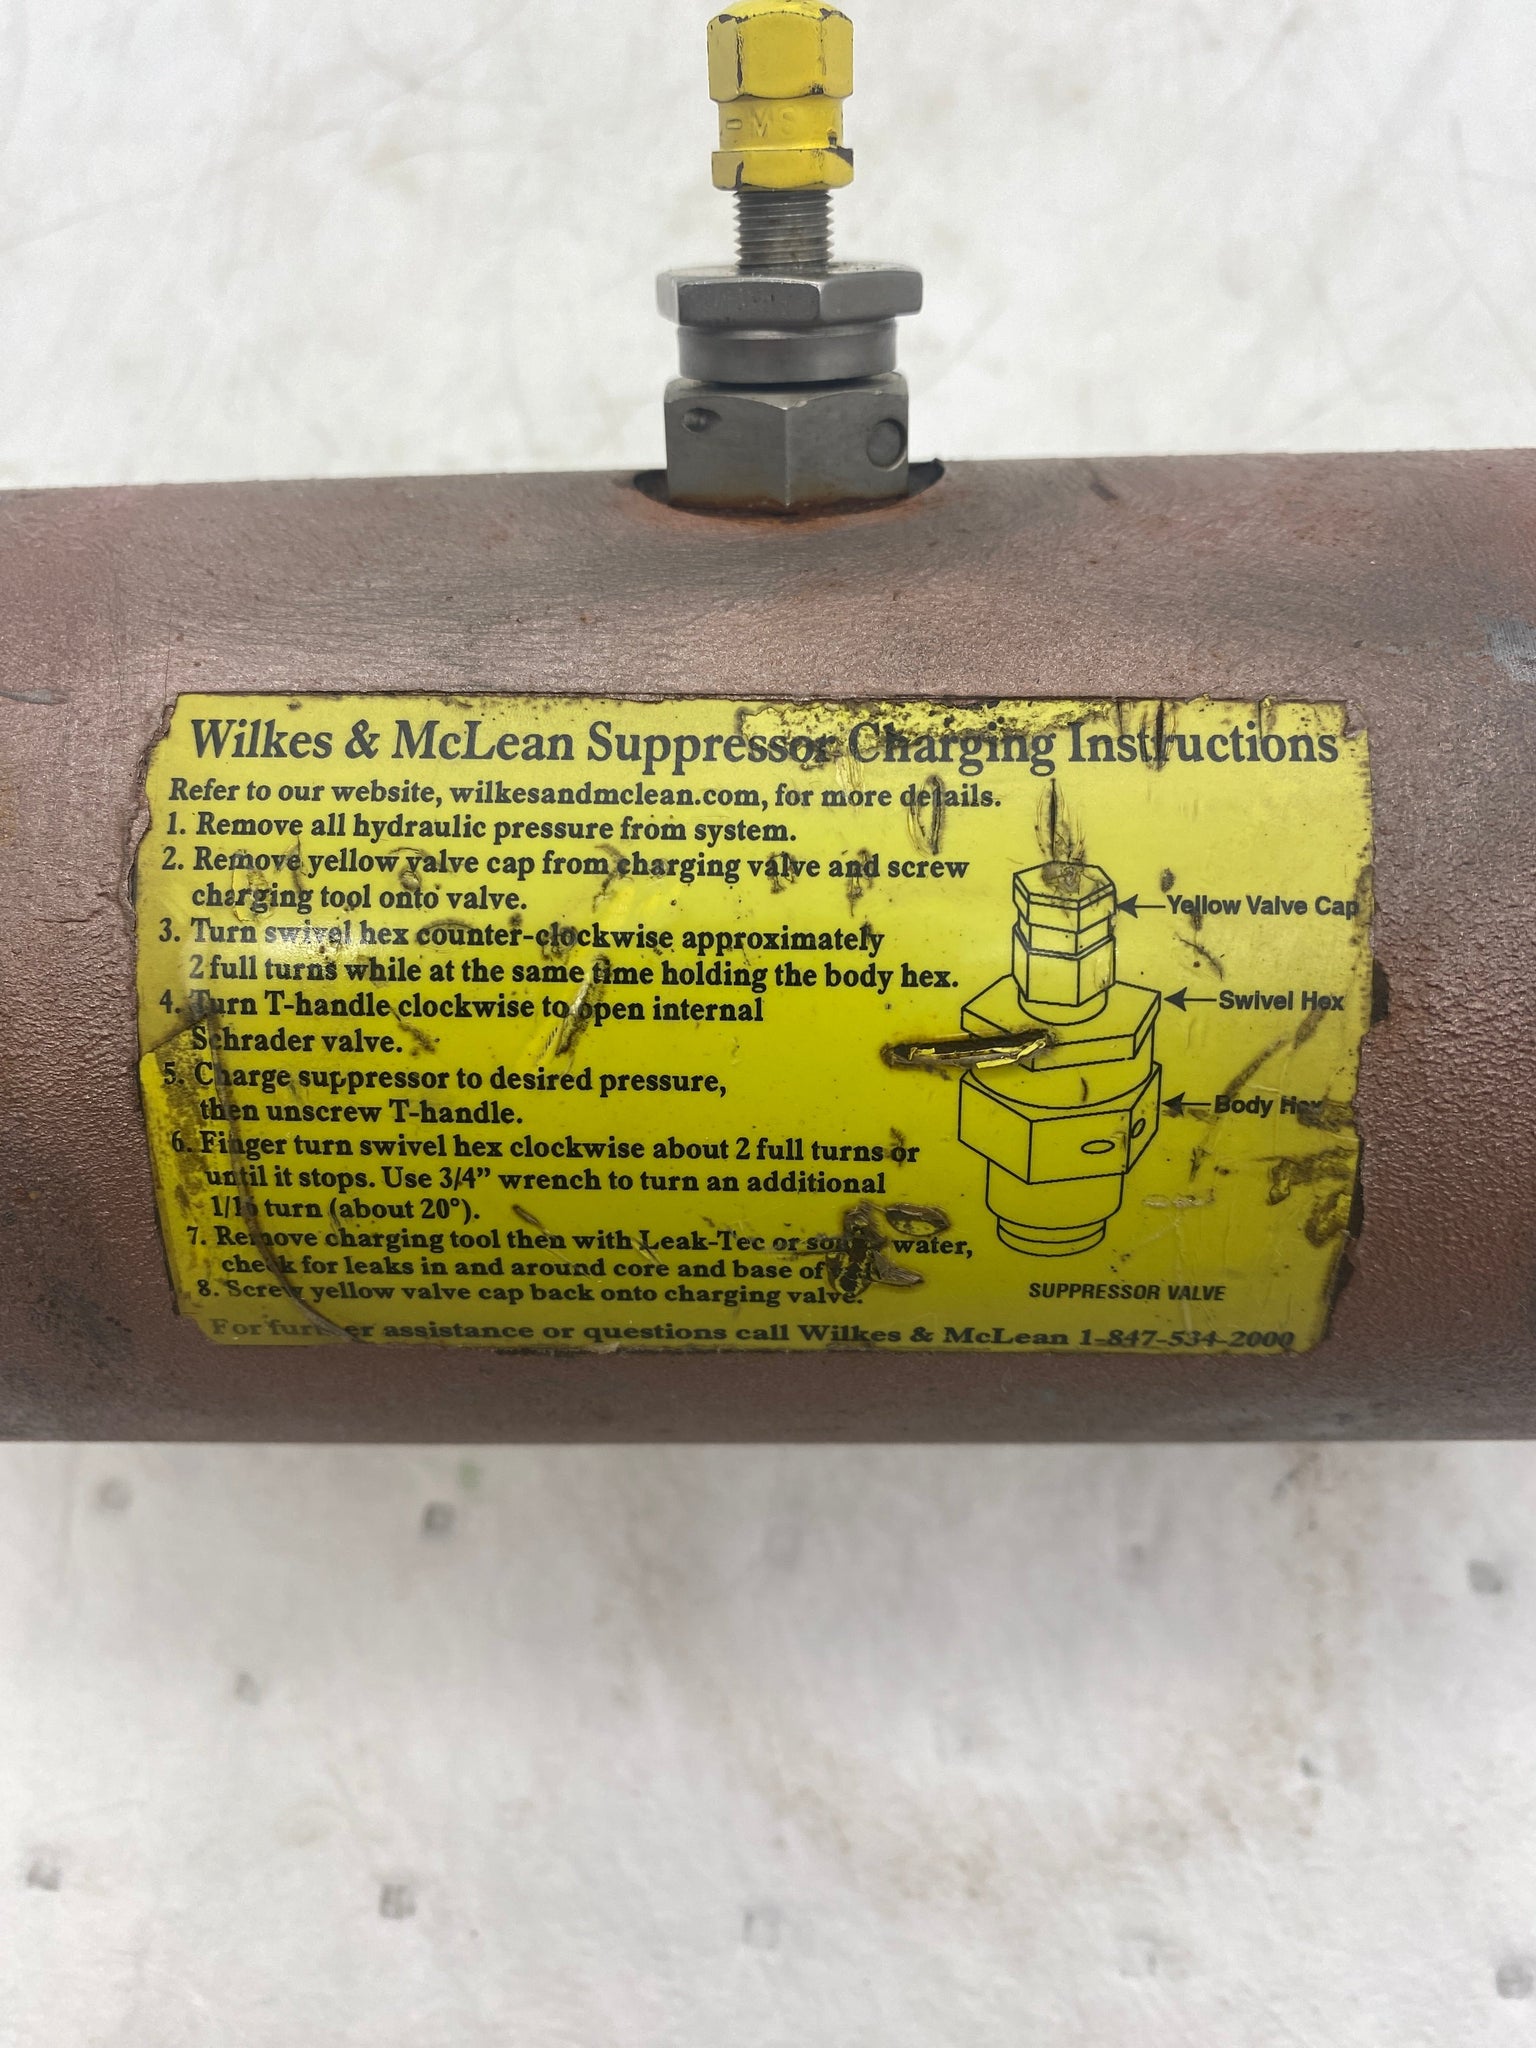 -MS
Wilkes & McLean Suppressor Charging Instructions
Refer to our website, wilkesandmclean.com, for more details.
1. Remove all hydraulic pressure from system.
2. Remove yellow valve cap from charging valve and screw
charging tool onto valve.
3. Turn swivel hex counter-clockwise approximately
2 full turns while at the same time holding the body hex.
4. Turn T-handle clockwise to open internal
Schrader valve.
5. Charge suppressor to desired pressure,
then unscrew T-handle.
6. Finger turn swivel hex clockwise about 2 full turns or
until it stops. Use 3/4” wrench to turn an additional
1/16 turn (about 20°).
7. Remove charging tool then with Leak-Tec or water,
check for leaks in and around core and base of
8. Screw yellow valve cap back onto charging valve.
For further assistance or questions call Wilkes & McLean 1-847-534-2000
Yellow Valve Cap
Swivel Hex
Body Hex
SUPPRESSOR VALVE